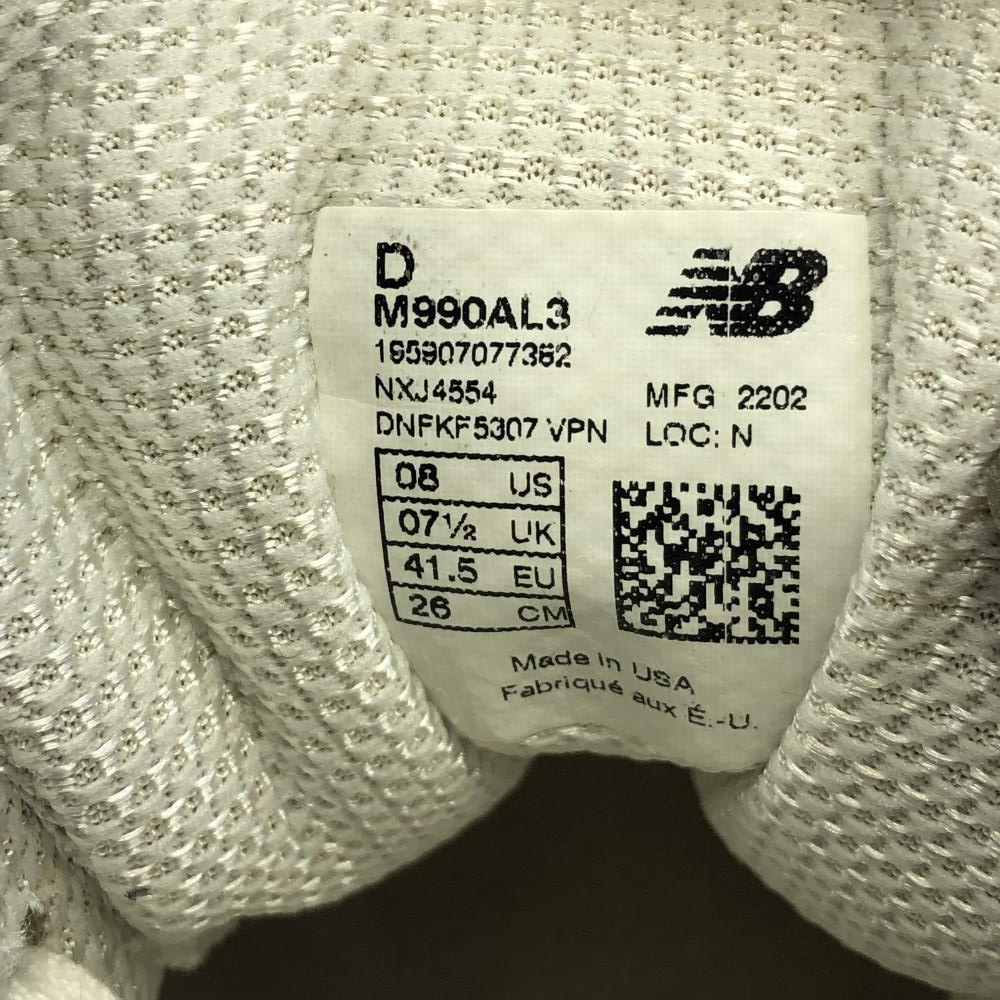 D
NB
M990AL3
195907077362
NXJ4554
MFG 2202
DNFKF5307 VPN
LOC: N
08 US
07½ UK
41.5 EU
26 CM
Made in USA
Fabriqué aux É.-U.